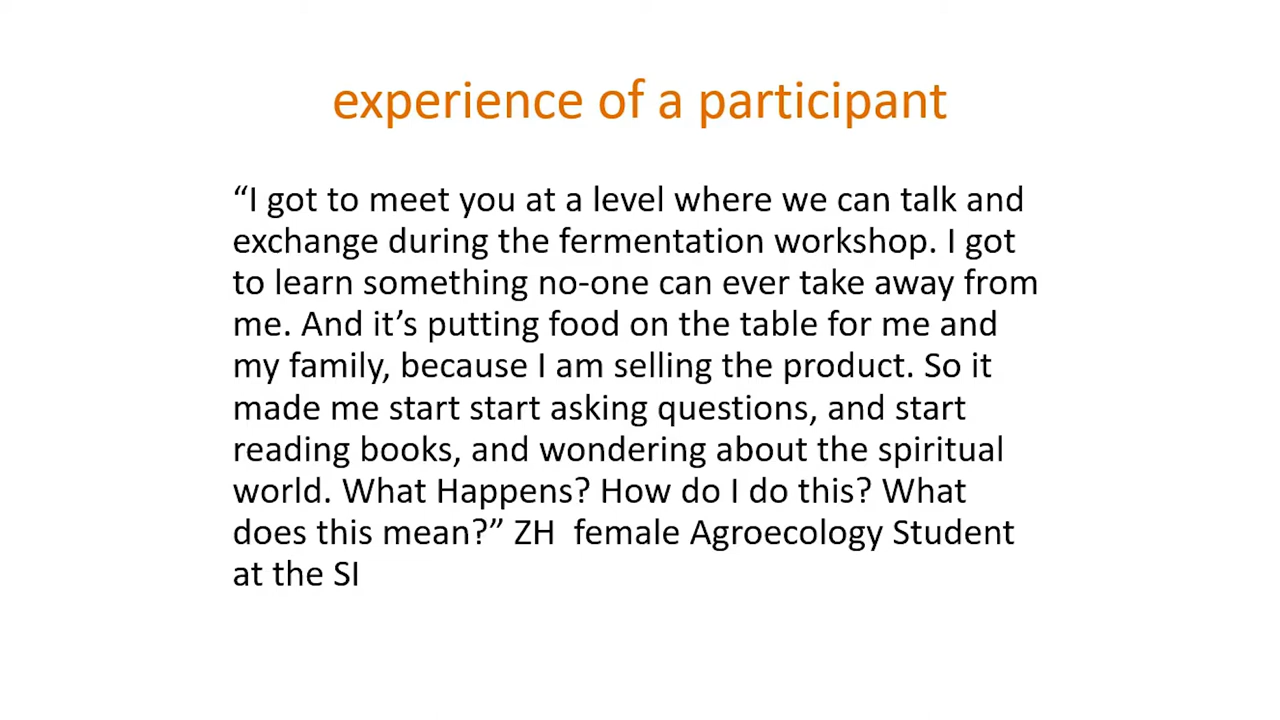 experience of a participant
“I got to meet you at a level where we can talk and
exchange during the fermentation workshop. I got
to learn something no-one can ever take away from
me. And it’s putting food on the table for me and
my family, because I am selling the product. So it
made me start start asking questions, and start
reading books, and wondering about the spiritual
world. What Happens? How do I do this? What
does this mean?” ZH  female Agroecology Student
at the SI